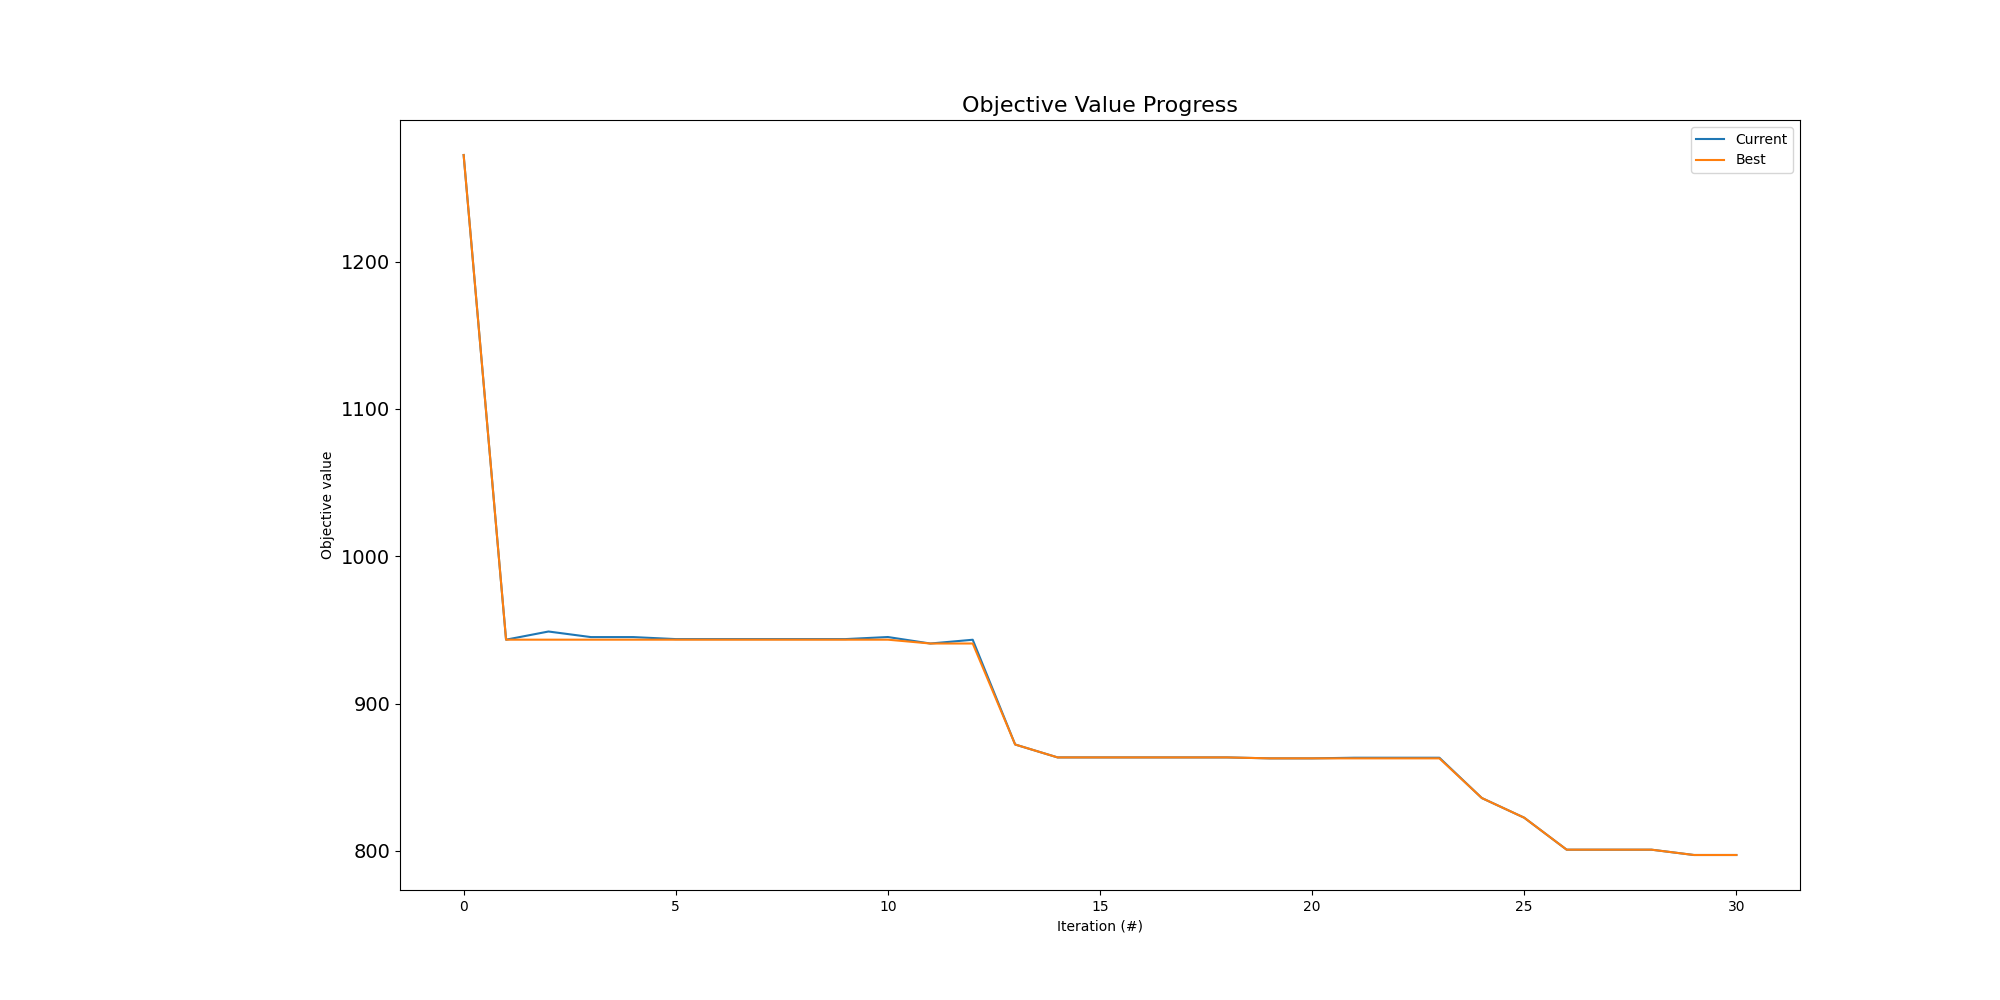 Objective Value Progress
Current
Best
1200
1100
1000
900
800
Objective value
0 5 10 15 20 25 30
Iteration (#)